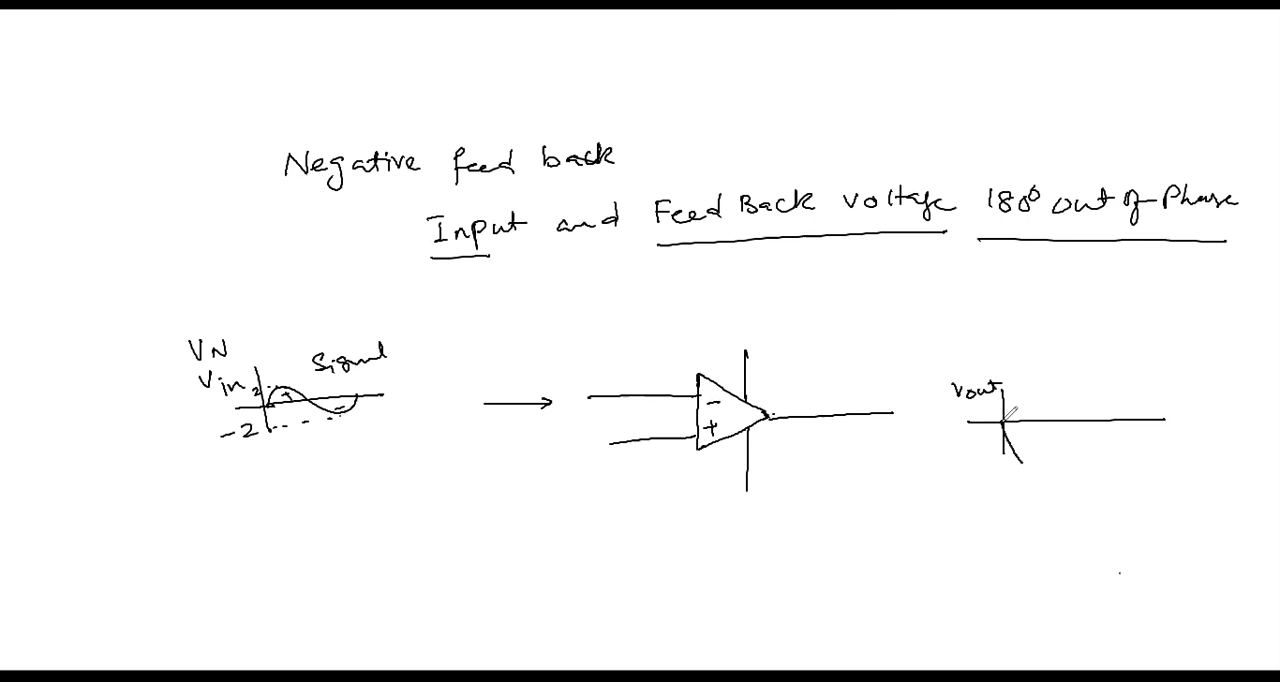 Negative feed back
Input and Feed Back voltage 180° out of-Phase
VN
Vin
2
+
-
-2
Signal
-
+
Vout